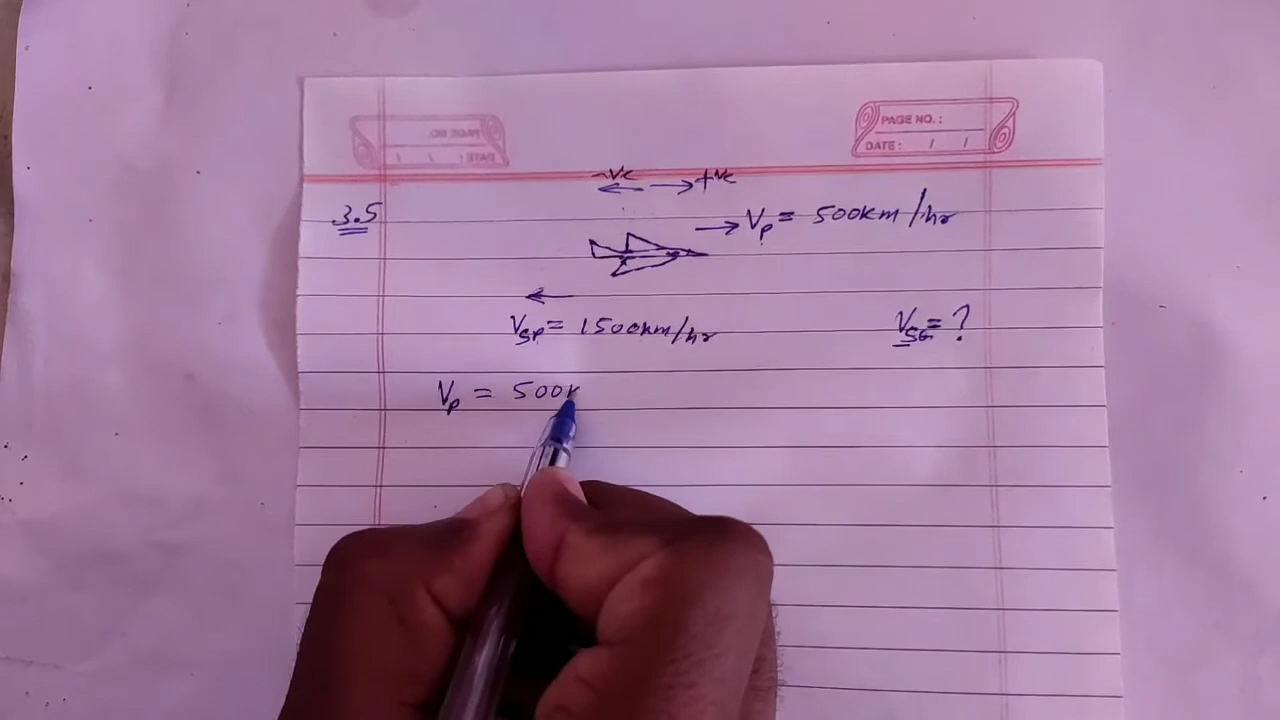 PAGE NO. :
DATE : / /
-ve +ve
3.5
Vp = 500km/hr
VSP = 1500km/hr
VSG = ?
Vp = 500k